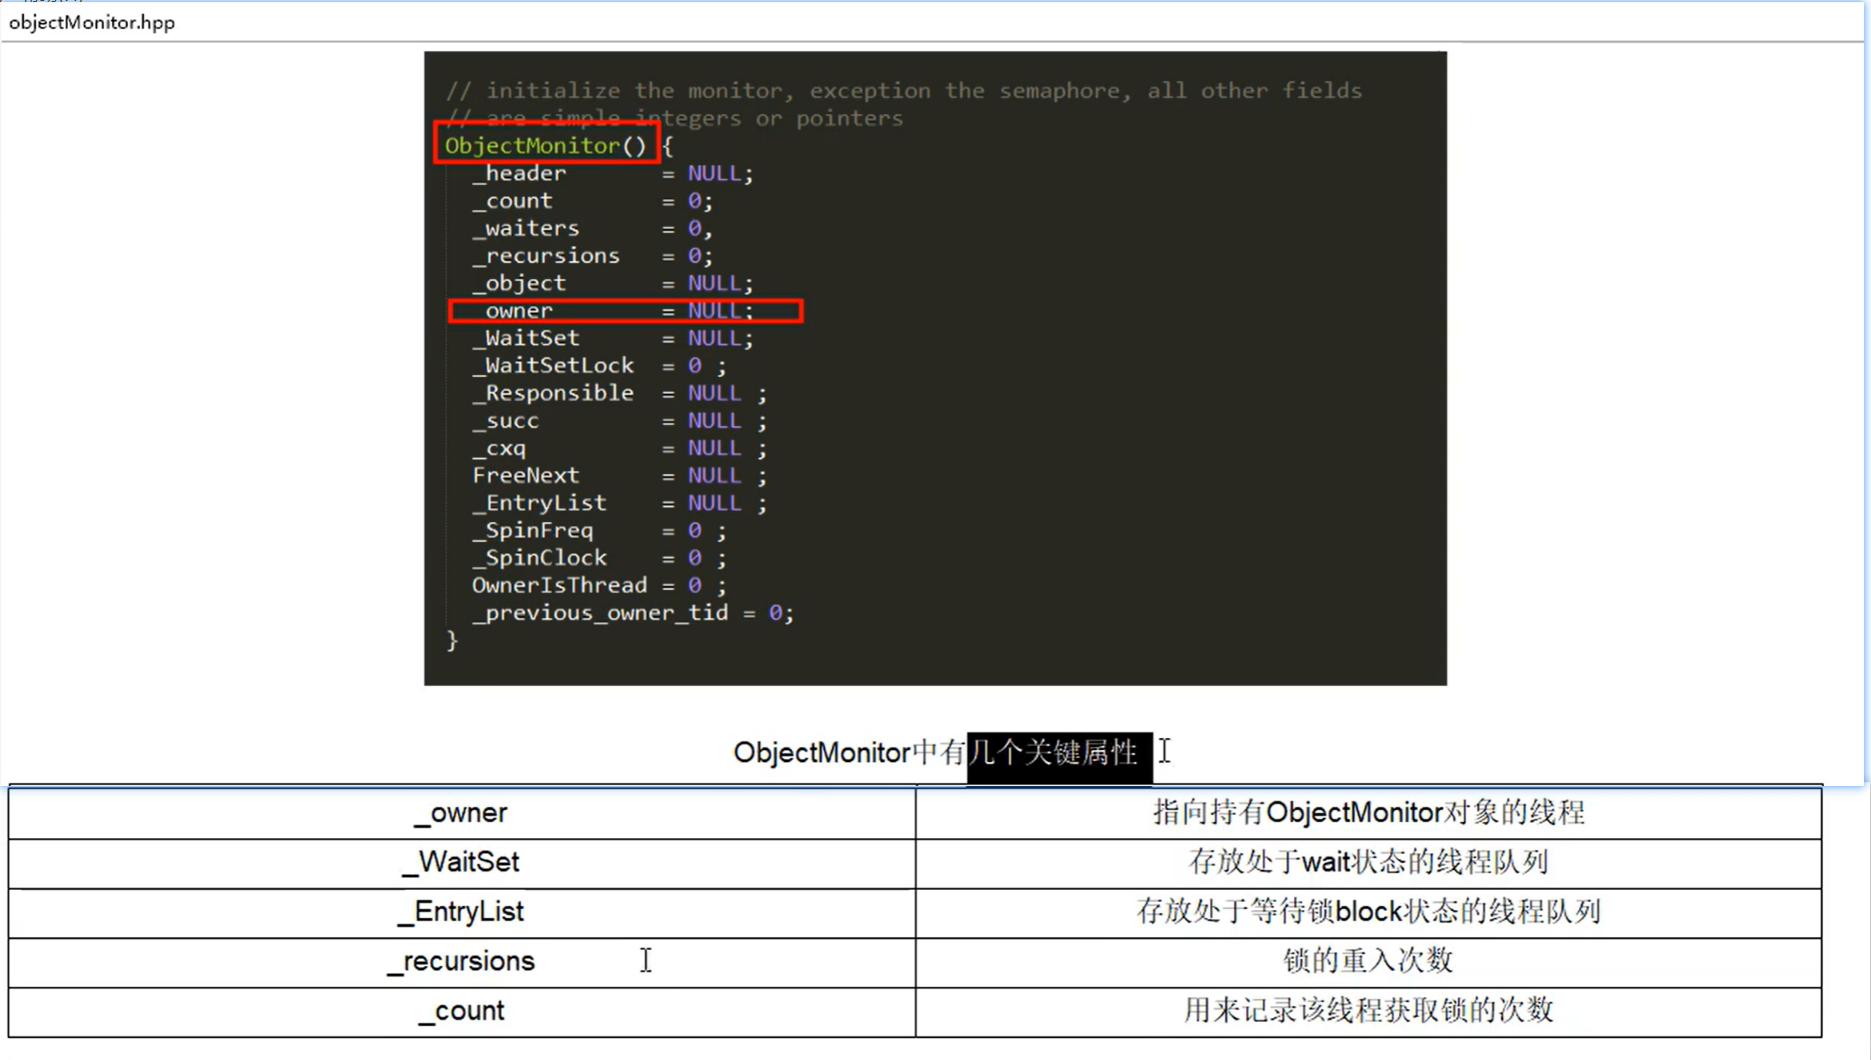 objectMonitor.hpp
// initialize the monitor, exception the semaphore, all other fields
// are simple integers or pointers
ObjectMonitor() {
_header = NULL;
_count = 0;
_waiters = 0,
_recursions = 0;
_object = NULL;
_owner = NULL;
_WaitSet = NULL;
_WaitSetLock = 0 ;
_Responsible = NULL ;
_succ = NULL ;
_cxq = NULL ;
FreeNext = NULL ;
_EntryList = NULL ;
_SpinFreq = 0 ;
_SpinClock = 0 ;
OwnerIsThread = 0 ;
_previous_owner_tid = 0;
}
ObjectMonitor中有几个关键属性
_owner 指向持有ObjectMonitor对象的线程
_WaitSet 存放处于wait状态的线程队列
_EntryList 存放处于等待锁block状态的线程队列
_recursions 锁的重入次数
_count 用来记录该线程获取锁的次数